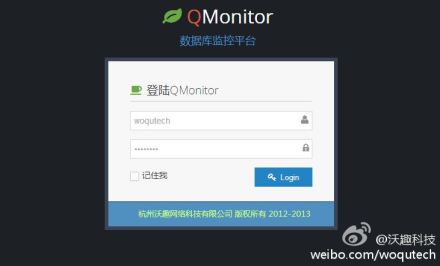 QMonitor
数据库监控平台
登陆QMonitor
woqutech
••••••••
记住我
Login
杭州沃趣网络科技有限公司 版权所有 2012-2013
@沃趣科技
weibo.com/woqutech